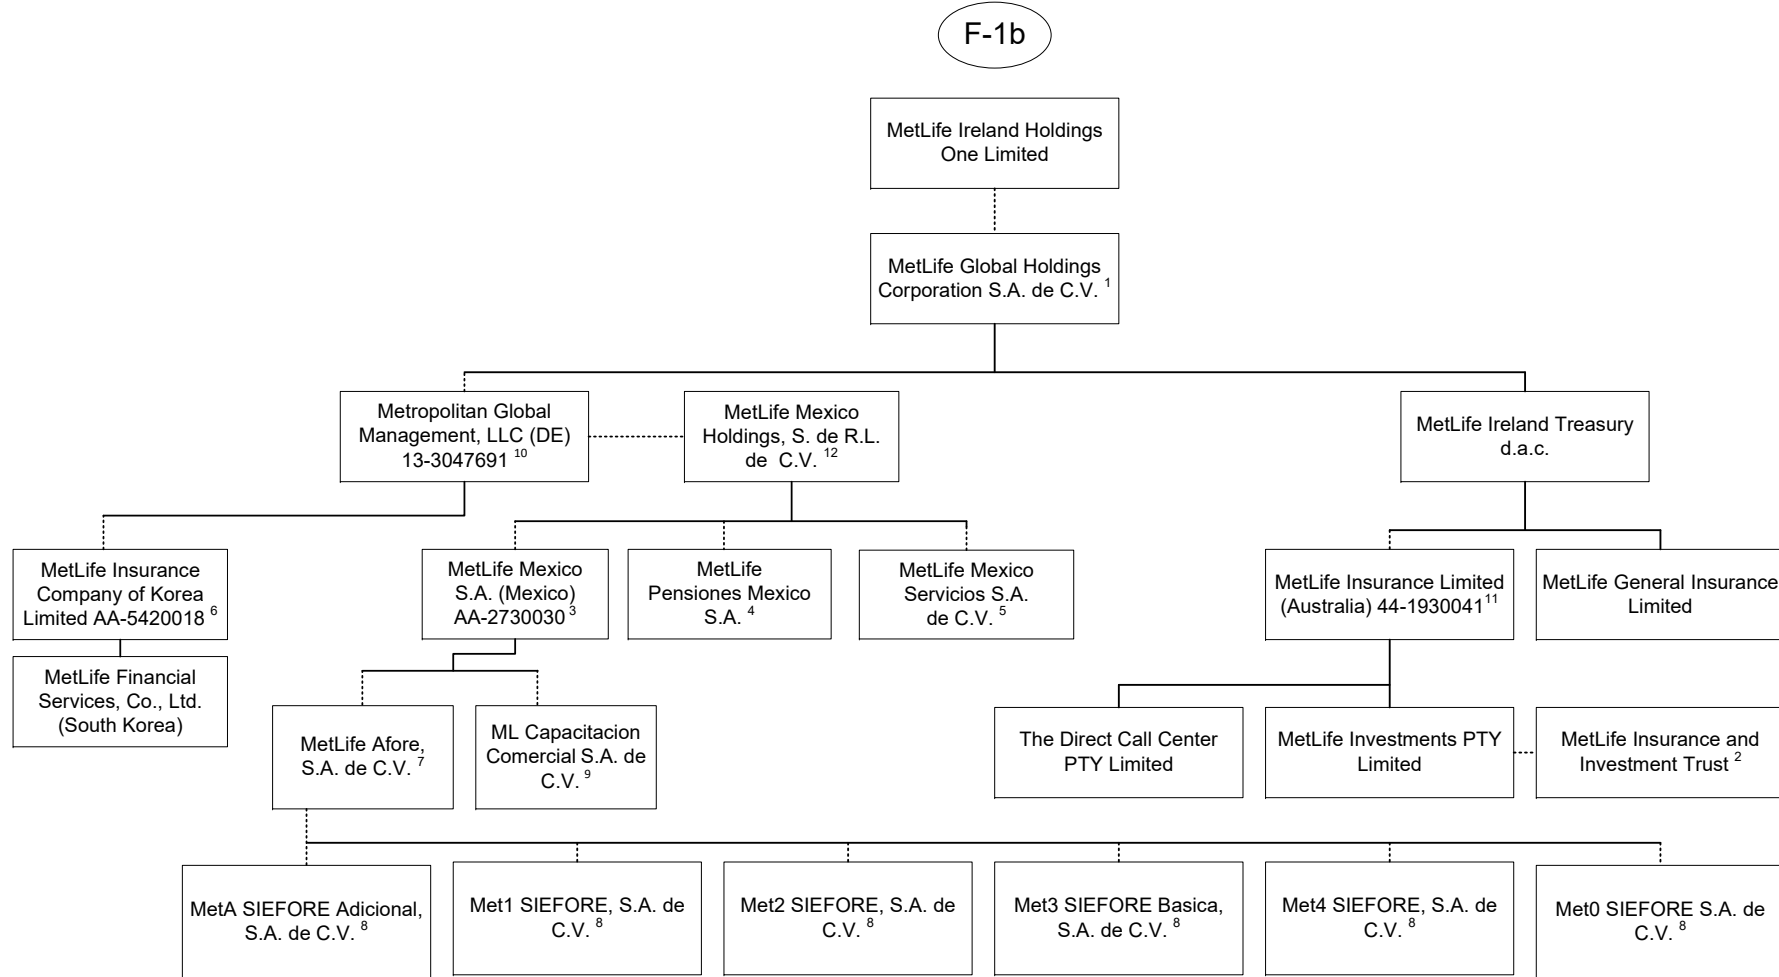 F-1b
MetLife Ireland Holdings
One Limited
MetLife Global Holdings
Corporation S.A. de C.V. 1
Metropolitan Global
Management, LLC (DE)
13-3047691 10
MetLife Mexico
Holdings, S. de R.L.
de C.V. 12
MetLife Ireland Treasury
d.a.c.
MetLife Insurance
Company of Korea
Limited AA-5420018 6
MetLife Mexico
S.A. (Mexico)
AA-2730030 3
MetLife
Pensiones Mexico
S.A. 4
MetLife Mexico
Servicios S.A.
de C.V. 5
MetLife Insurance Limited
(Australia) 44-1930041 11
MetLife General Insurance
Limited
MetLife Financial
Services, Co., Ltd.
(South Korea)
MetLife Afore,
S.A. de C.V. 7
ML Capacitacion
Comercial S.A. de
C.V. 9
The Direct Call Center
PTY Limited
MetLife Investments PTY
Limited
MetLife Insurance and
Investment Trust 2
MetA SIEFORE Adicional,
S.A. de C.V. 8
Met1 SIEFORE, S.A. de
C.V. 8
Met2 SIEFORE, S.A. de
C.V. 8
Met3 SIEFORE Basica,
S.A. de C.V. 8
Met4 SIEFORE, S.A. de
C.V. 8
Met0 SIEFORE S.A. de
C.V. 8